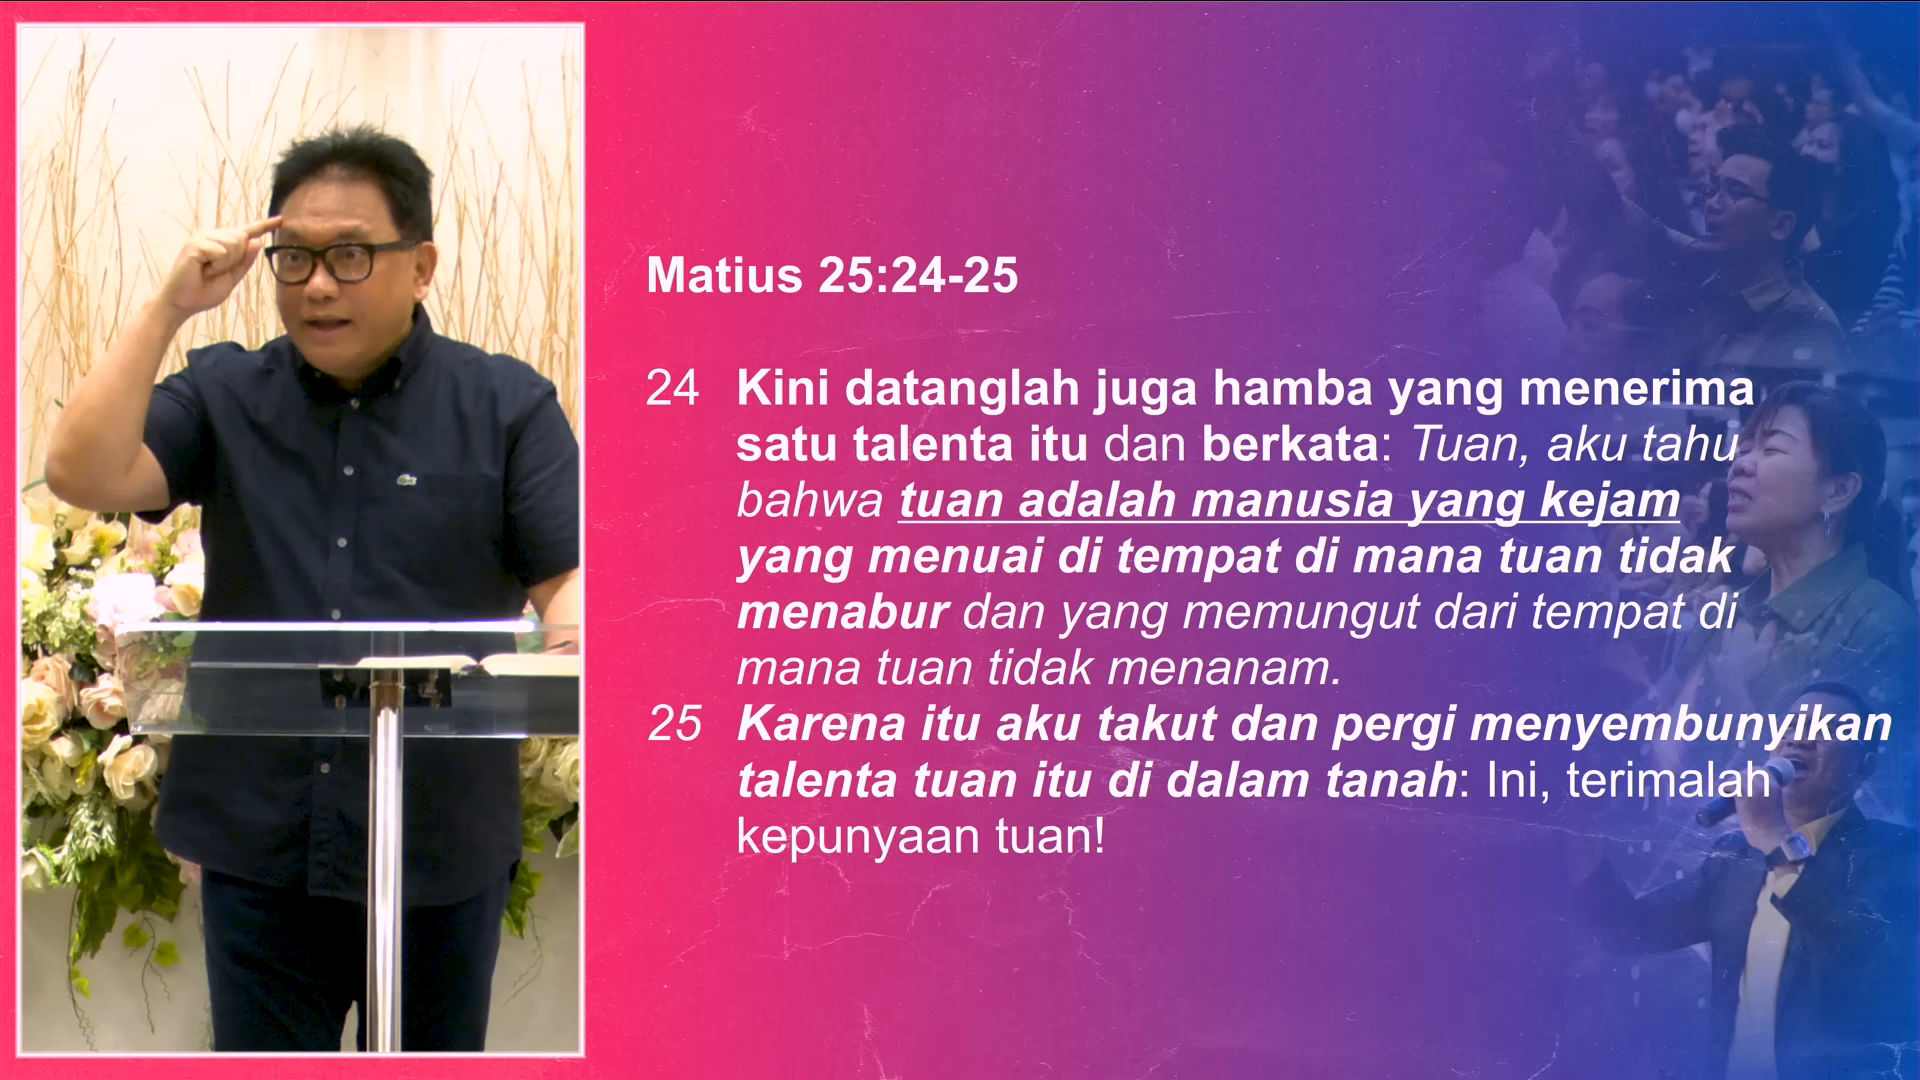 Matius 25:24-25
24 Kini datanglah juga hamba yang menerima
satu talenta itu dan berkata: Tuan, aku tahu
bahwa tuan adalah manusia yang kejam
yang menuai di tempat di mana tuan tidak
menabur dan yang memungut dari tempat di
mana tuan tidak menanam.
25 Karena itu aku takut dan pergi menyembunyikan
talenta tuan itu di dalam tanah: Ini, terimalah
kepunyaan tuan!